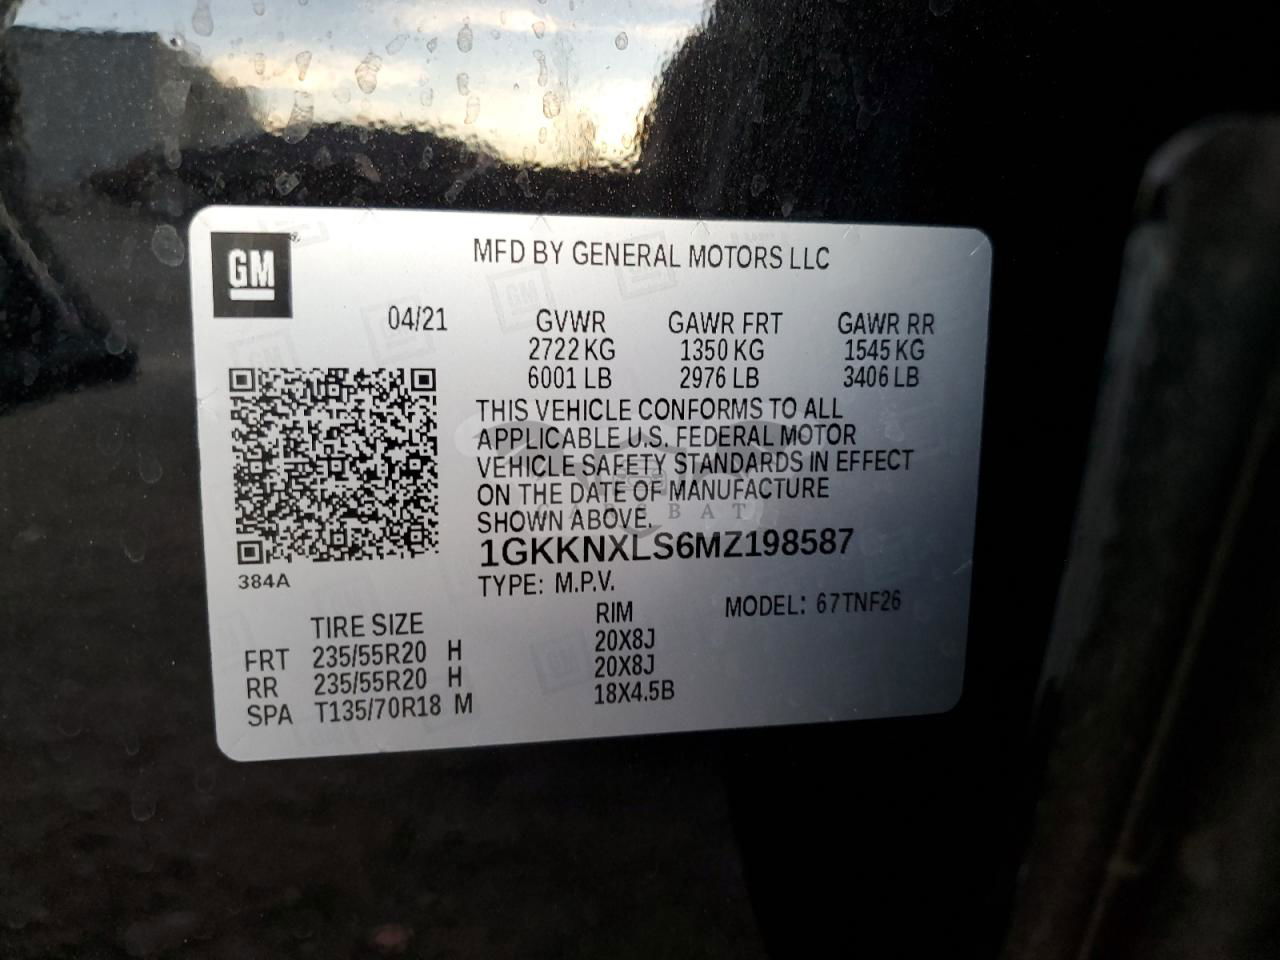 GM
MFD BY GENERAL MOTORS LLC
04/21
GVWR GAWR FRT GAWR RR
2722 KG 1350 KG 1545 KG
6001 LB 2976 LB 3406 LB
THIS VEHICLE CONFORMS TO ALL
APPLICABLE U.S. FEDERAL MOTOR
VEHICLE SAFETY STANDARDS IN EFFECT
ON THE DATE OF MANUFACTURE
SHOWN ABOVE.
1GKKNXLS6MZ198587
384A
TYPE: M.P.V.
MODEL: 67TNF26
TIRE SIZE RIM
FRT 235/55R20 H 20X8J
RR 235/55R20 H 20X8J
SPA T135/70R18 M 18X4.5B